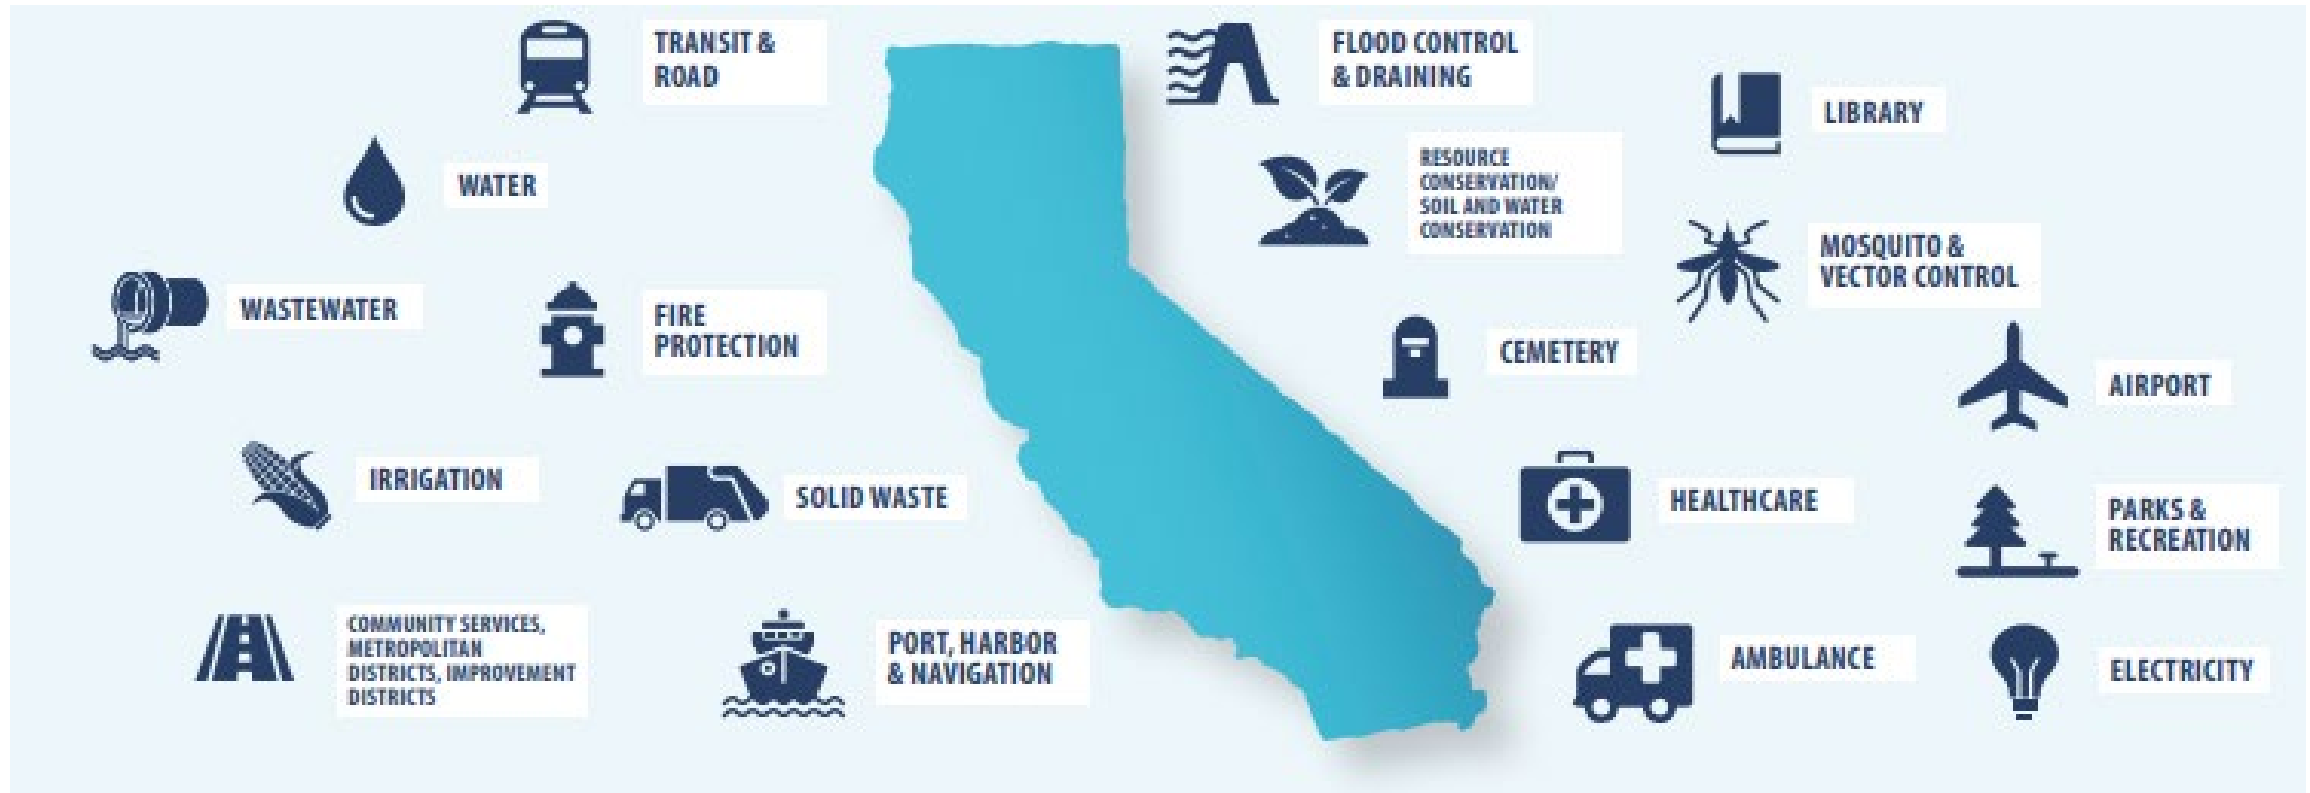 TRANSIT &
ROAD
FLOOD CONTROL
& DRAINING
LIBRARY
WATER
RESOURCE
CONSERVATION/
SOIL AND WATER
CONSERVATION
MOSQUITO &
VECTOR CONTROL
WASTEWATER
FIRE
PROTECTION
CEMETERY
AIRPORT
IRRIGATION
SOLID WASTE
HEALTHCARE
PARKS &
RECREATION
COMMUNITY SERVICES,
METROPOLITAN
DISTRICTS, IMPROVEMENT
DISTRICTS
PORT, HARBOR
& NAVIGATION
AMBULANCE
ELECTRICITY